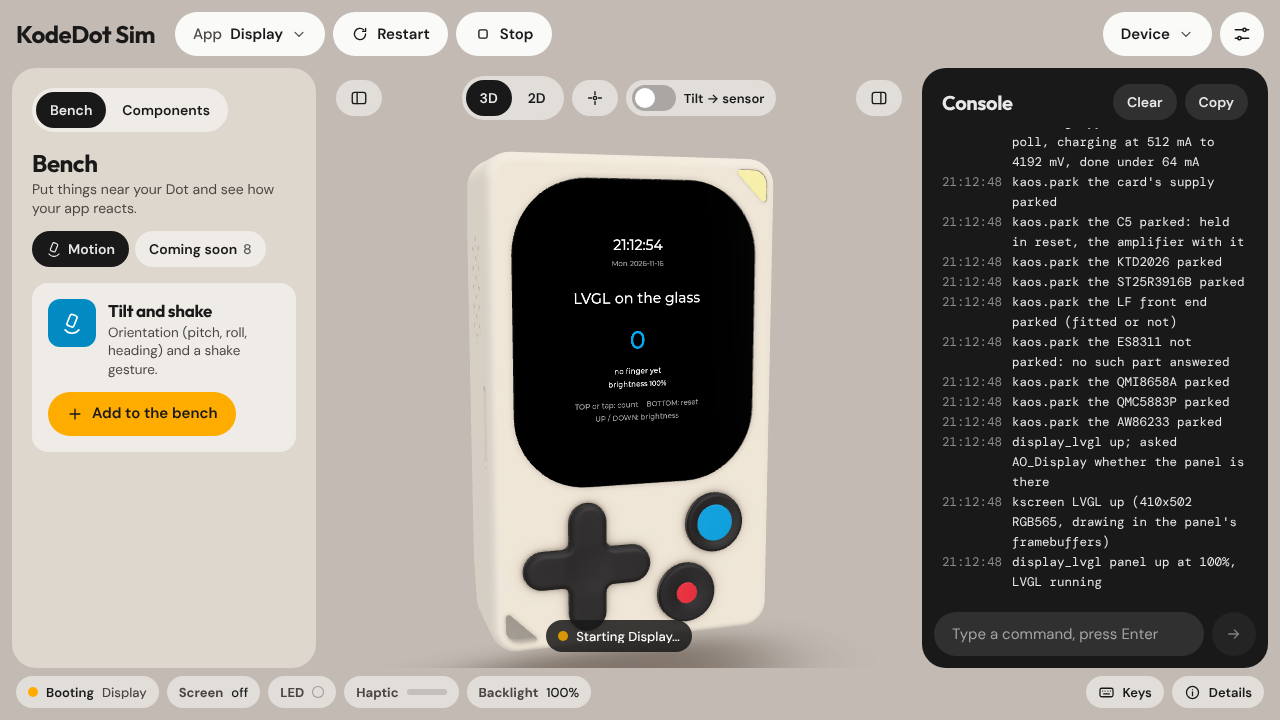 KodeDot Sim
App Display
Restart
Stop
Device
Bench
Components
Bench
Put things near your Dot and see how
your app reacts.
Motion
Coming soon 8
Tilt and shake
Orientation (pitch, roll,
heading) and a shake
gesture.
Add to the bench
3D
2D
Tilt → sensor
21:12:54
Mon 2026-11-16
LVGL on the glass
0
no finger yet
brightness 100%
TOP or tap: count BOTTOM: reset
UP / DOWN: brightness
Starting Display...
Console
Clear
Copy
poll, charging at 512 mA to
4192 mV, done under 64 mA
21:12:48 kaos.park the card's supply
parked
21:12:48 kaos.park the C5 parked: held
in reset, the amplifier with it
21:12:48 kaos.park the KTD2026 parked
21:12:48 kaos.park the ST25R3916B parked
21:12:48 kaos.park the LF front end
parked (fitted or not)
21:12:48 kaos.park the ES8311 not
parked: no such part answered
21:12:48 kaos.park the QMI8658A parked
21:12:48 kaos.park the QMC5883P parked
21:12:48 kaos.park the AW86233 parked
21:12:48 display_lvgl up; asked
AO_Display whether the panel is
there
21:12:48 kscreen LVGL up (410x502
RGB565, drawing in the panel's
framebuffers)
21:12:48 display_lvgl panel up at 100%,
LVGL running
Type a command, press Enter
Booting Display
Screen off
LED
Haptic
Backlight 100%
Keys
Details